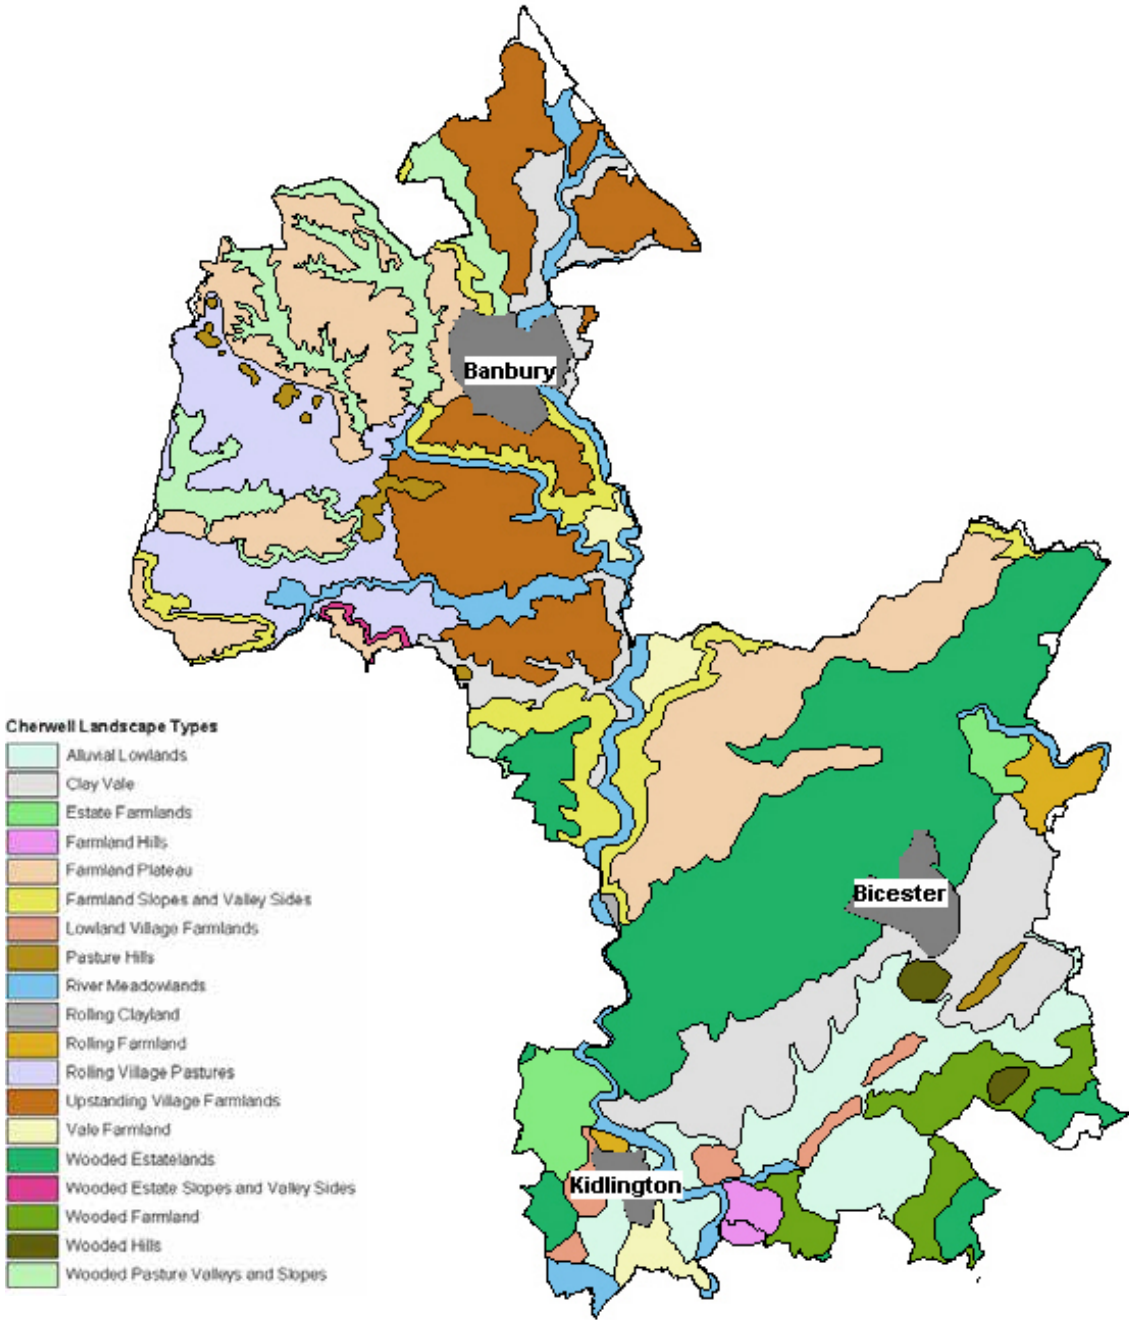 Banbury
Cherwell Landscape Types
Alluvial Lowlands
Clay Vale
Estate Farmlands
Farmland Hills
Farmland Plateau
Farmland Slopes and Valley Sides
Lowland Village Farmlands
Pasture Hills
River Meadowlands
Rolling Clayland
Rolling Farmland
Rolling Village Pastures
Upstanding Village Farmlands
Vale Farmland
Wooded Estatelands
Wooded Estate Slopes and Valley Sides
Wooded Farmland
Wooded Hills
Wooded Pasture Valleys and Slopes
Bicester
Kidlington